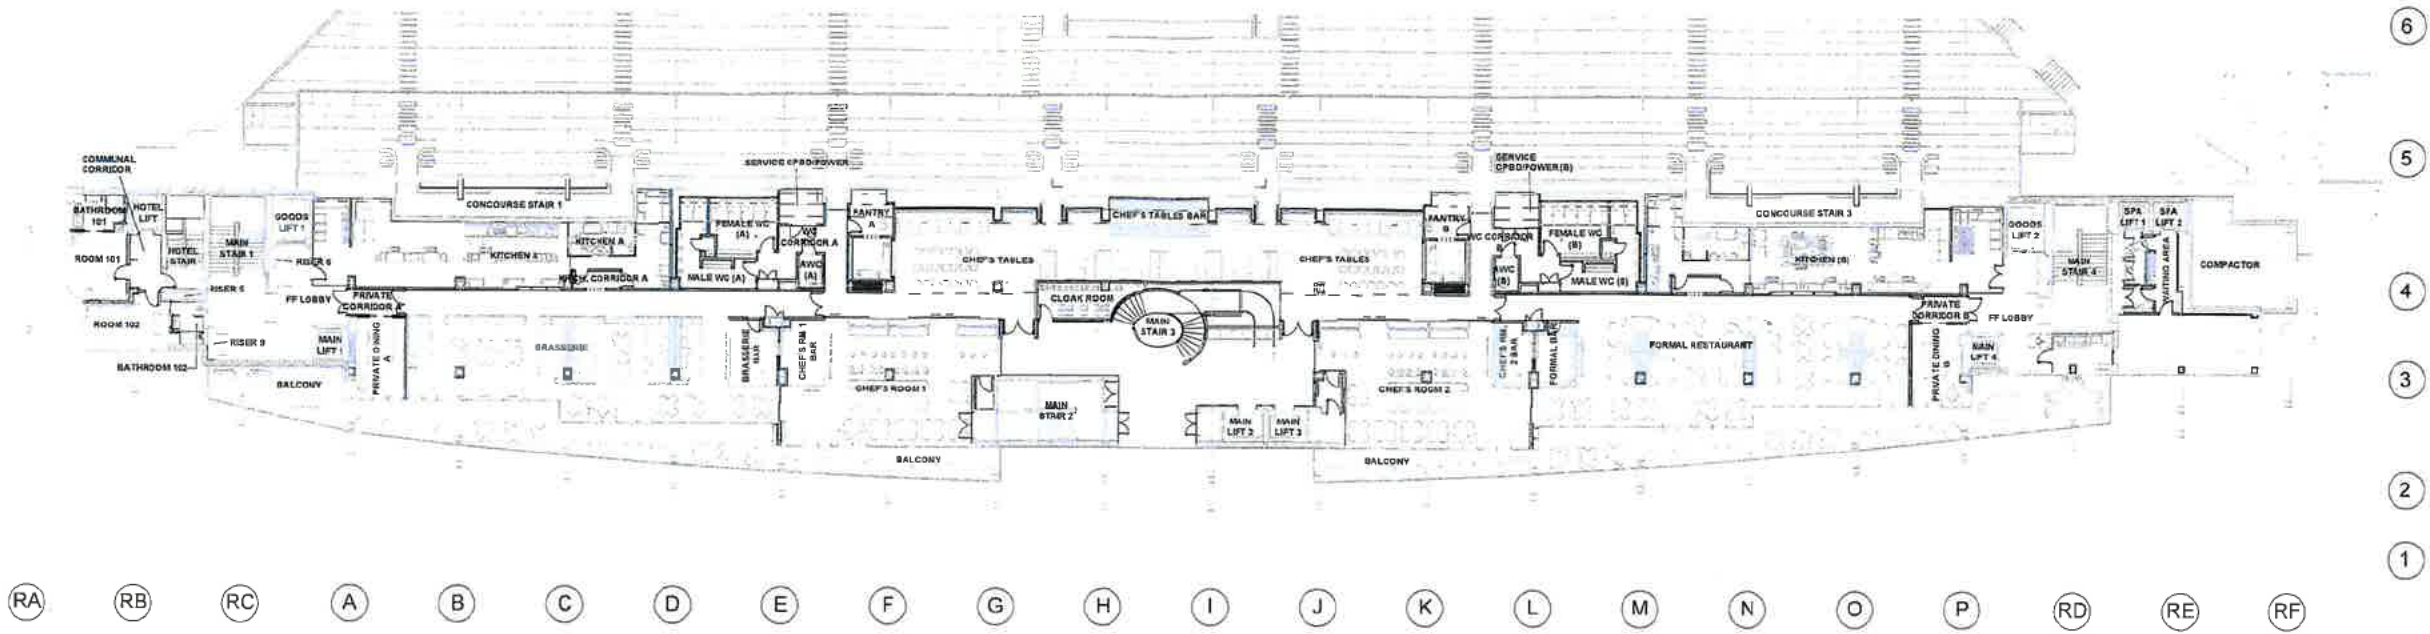 6
COMMUNAL
CORRIDOR
SERVICE CPBD/POWER
SERVICE
CPBD/POWER(B)
5
BATHROOM
101
HOTEL
LIFT
GOODS
LIFT 1
CONCOURSE STAIR 1
FEMALE WC
(A)
WC
CORRIDOR A
PANTRY
A
CHEF'S TABLES BAR
PANTRY
B
WC CORRIDOR
B
FEMALE WC
(B)
CONCOURSE STAIR 3
GOODS
LIFT 2
SPA
LIFT 1
SPA
LIFT 2
ROOM 101
HOTEL
STAIR
MAIN
STAIR 1
RISER 6
KITCHEN A
KITCHEN A
KITCH. CORRIDOR A
MALE WC (A)
AWC
(A)
CHEF'S TABLES
CHEF'S TABLES
AWC
(B)
MALE WC (B)
KITCHEN (B)
MAIN
STAIR 4
WAITING AREA
COMPACTOR
4
RISER 5
FF LOBBY
PRIVATE
CORRIDOR A
CLOAK ROOM
MAIN
STAIR 3
PRIVATE
CORRIDOR B
FF LOBBY
ROOM 102
RISER 9
MAIN
LIFT 1
BATHROOM 102
BALCONY
PRIVATE DINING
A
BRASSERIE
BRASSERIE
BAR
CHEF'S RM 1
BAR
CHEF'S ROOM 1
MAIN
STAIR 2
MAIN
LIFT 2
MAIN
LIFT 3
CHEF'S ROOM 2
CHEF'S RM.
2 BAR
FORMAL BAR
FORMAL RESTAURANT
PRIVATE DINING
B
MAIN
LIFT 4
3
BALCONY
BALCONY
2
1
RA RB RC A B C D E F G H I J K L M N O P RD RE RF